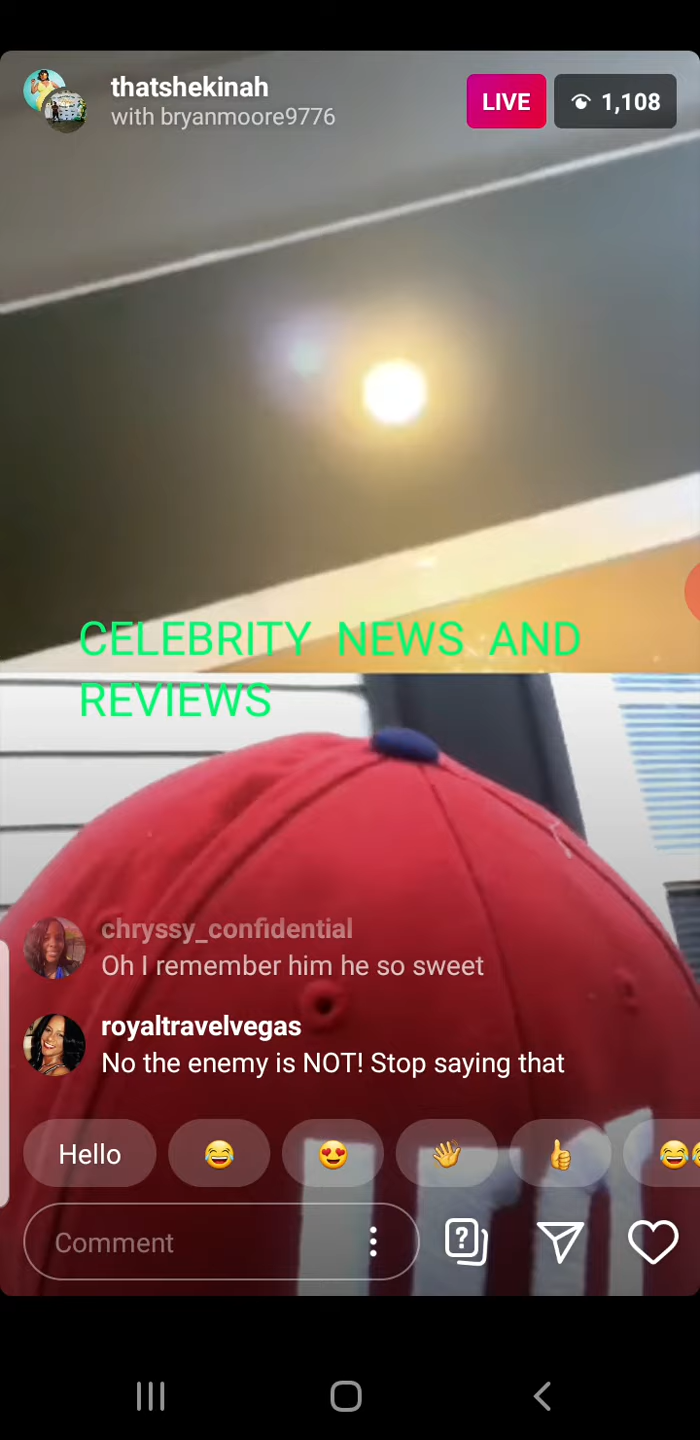 thatshekinah
with bryanmoore9776
LIVE
1,108
CELEBRITY NEWS AND
REVIEWS
chryssy_confidential
Oh I remember him he so sweet
royaltravelvegas
No the enemy is NOT! Stop saying that
Hello
Comment